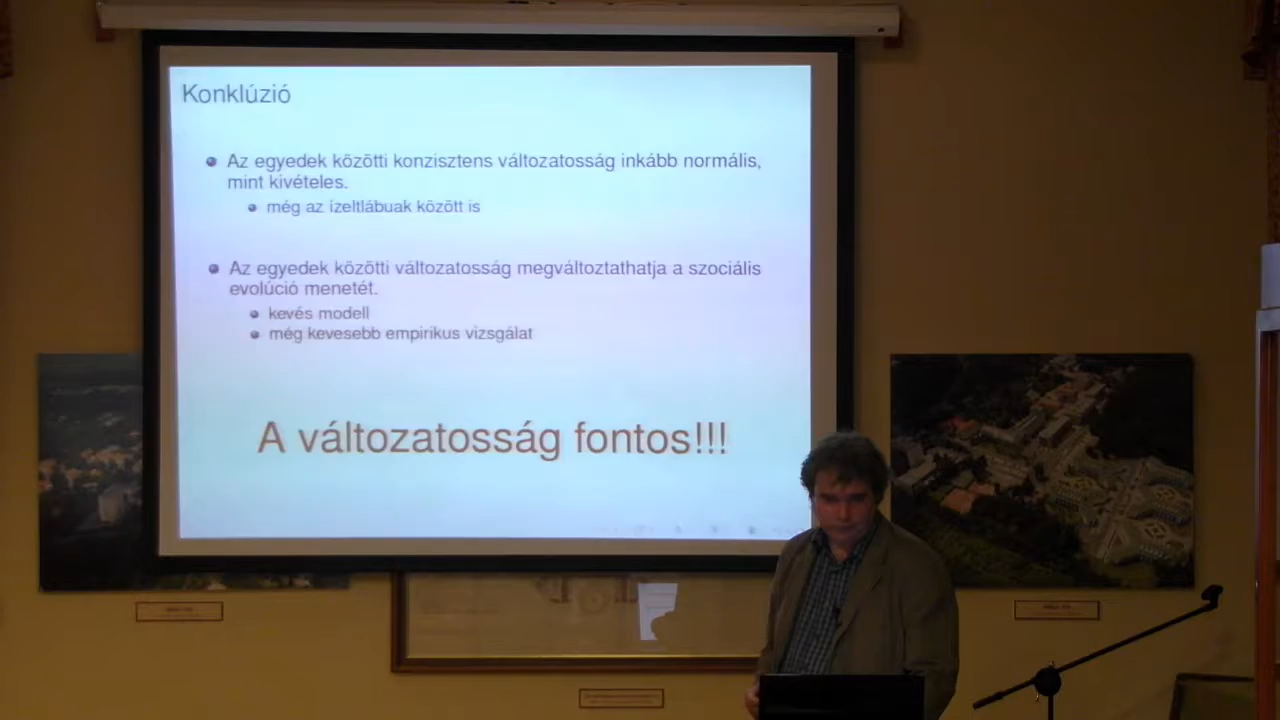 Konklúzió
Az egyedek közötti konzisztens változatosság inkább normális,
mint kivételes.
még az ízeltlábuak között is
Az egyedek közötti változatosság megváltoztathatja a szociális
evolúció menetét.
kevés modell
még kevesebb empirikus vizsgálat
A változatosság fontos!!!